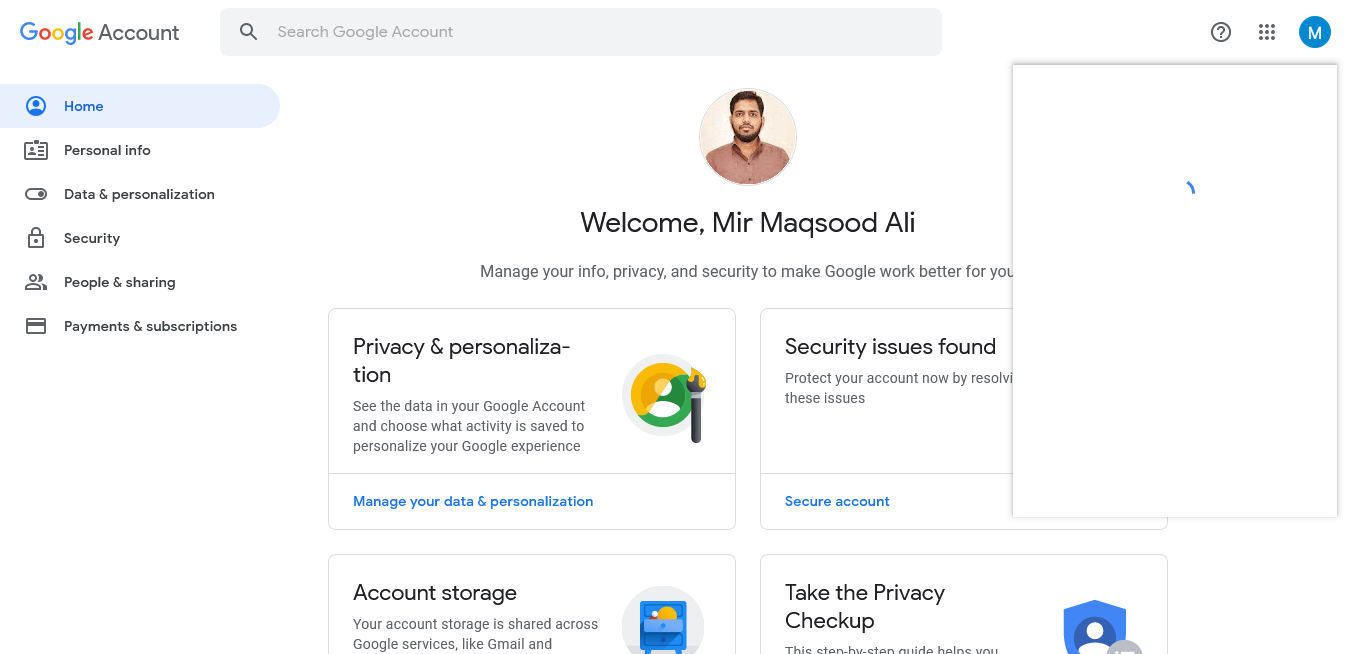 Google Account
Search Google Account
M
Home
Personal info
Data & personalization
Security
People & sharing
Payments & subscriptions
Welcome, Mir Maqsood Ali
Manage your info, privacy, and security to make Google work better for you
Privacy & personaliza-
tion
See the data in your Google Account
and choose what activity is saved to
personalize your Google experience
Manage your data & personalization
Security issues found
Protect your account now by resolvi
these issues
Secure account
Account storage
Your account storage is shared across
Google services, like Gmail and
Take the Privacy
Checkup
This step-by-step guide helps you